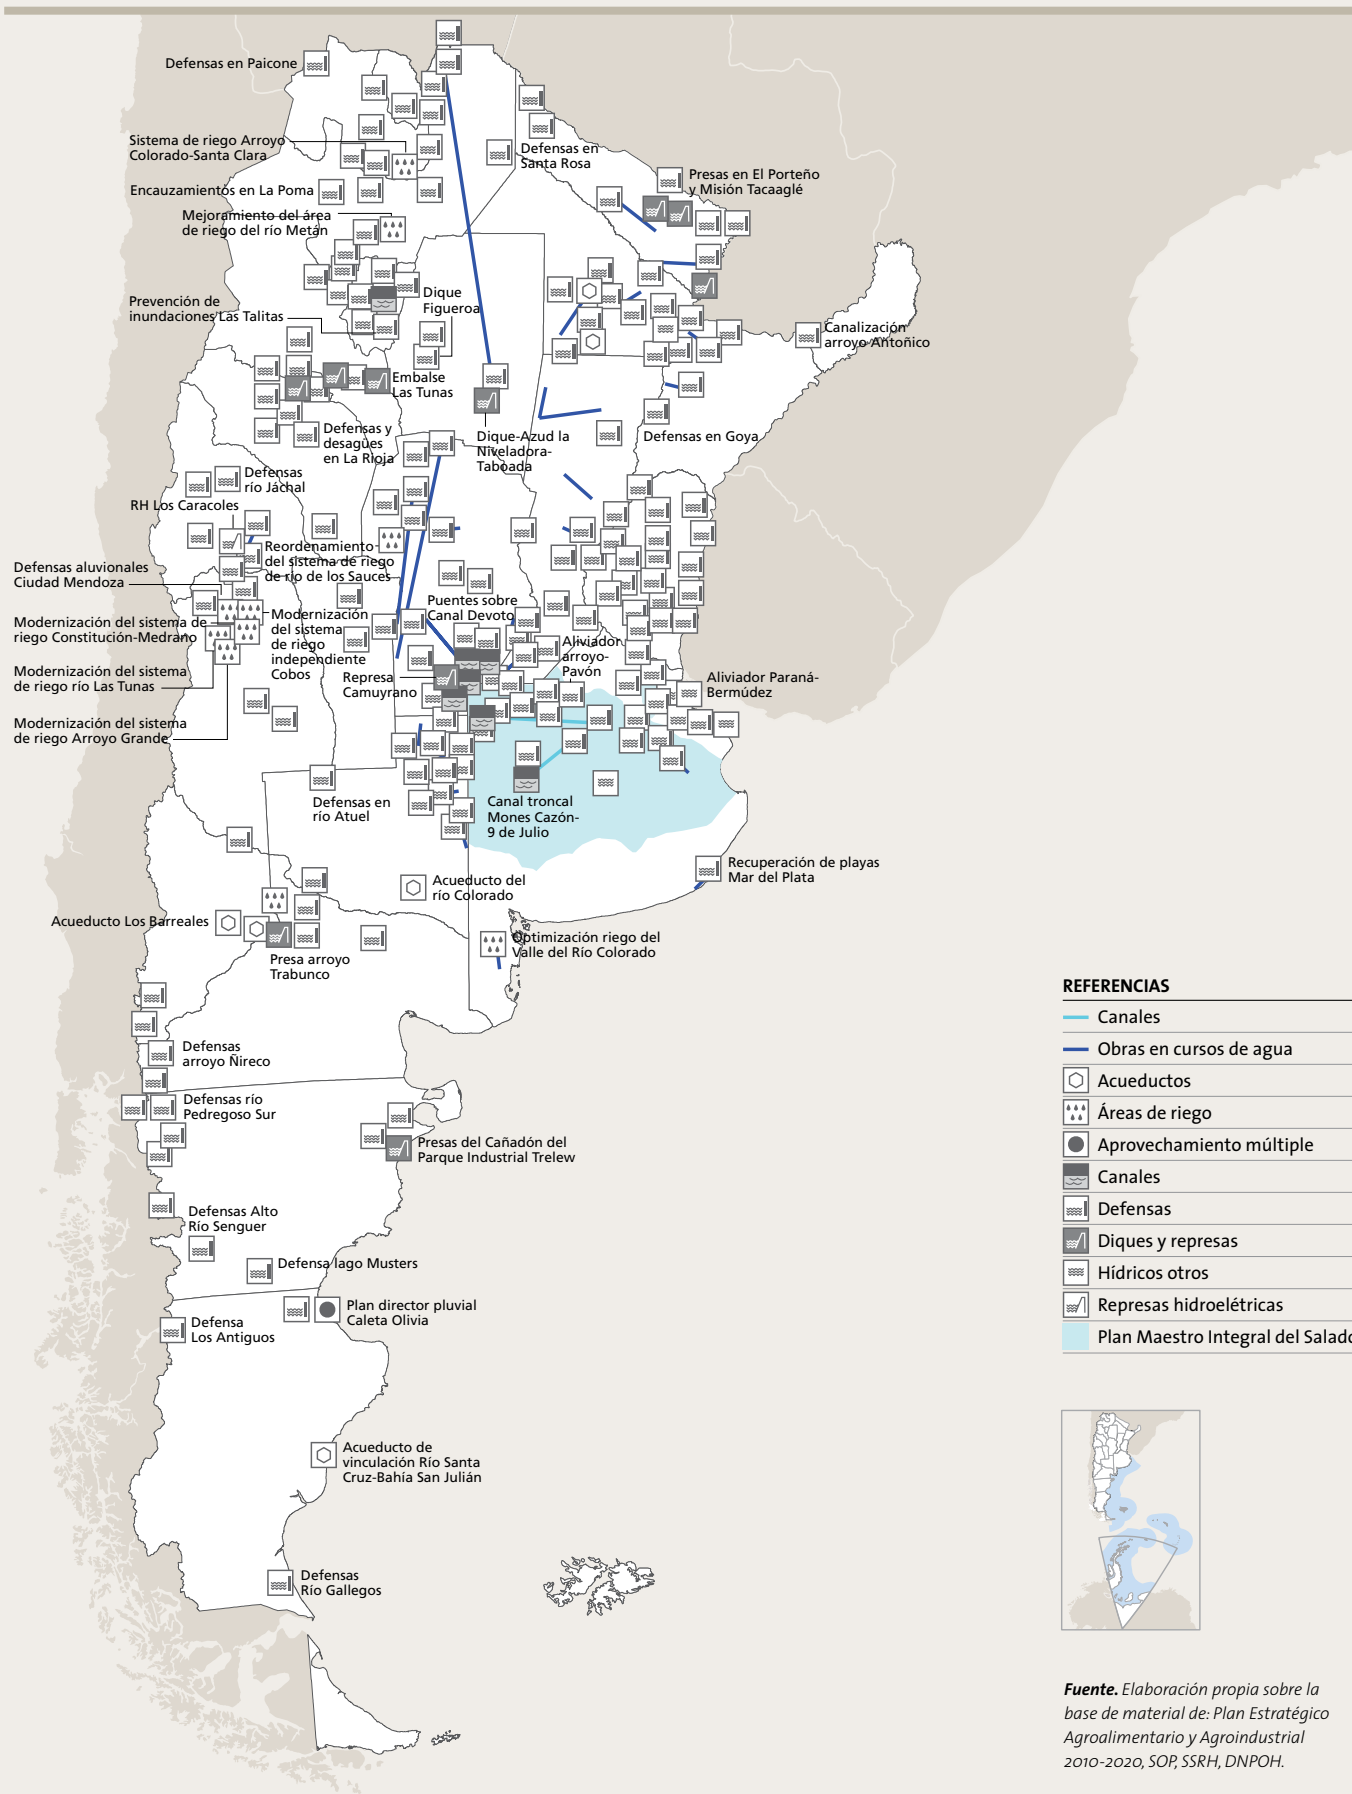 Defensas en Paicone
Sistema de riego Arroyo
Colorado-Santa Clara
Defensas en
Santa Rosa
Presas en El Porteño
y Misión Tacaaglé
Encauzamientos en La Poma
Mejoramiento del área
de riego del río Metán
Prevención de
inundaciones Las Talitas
Dique
Figueroa
Canalización
arroyo Antoñico
Embalse
Las Tunas
Defensas y
desagües
en La Rioja
Dique-Azud la
Niveladora-
Taboada
Defensas en Goya
Defensas
río Jáchal
RH Los Caracoles
Reordenamiento
del sistema de riego
de río de los Sauces
Defensas aluvionales
Ciudad Mendoza
Modernización del sistema de
riego Constitución-Medrano
Modernización
del sistema
de riego
independiente
Cobos
Puentes sobre
Canal Devoto
Aliviador
arroyo-
Pavón
Modernización del sistema
de riego río Las Tunas
Represa
Camuyrano
Aliviador Paraná-
Bermúdez
Modernización del sistema
de riego Arroyo Grande
Defensas en
río Atuel
Canal troncal
Mones Cazón-
9 de Julio
Recuperación de playas
Mar del Plata
Acueducto del
río Colorado
Acueducto Los Barreales
Optimización riego del
Valle del Río Colorado
Presa arroyo
Trabunco
Defensas
arroyo Ñireco
Defensas río
Pedregoso Sur
Presas del Cañadón del
Parque Industrial Trelew
Defensas Alto
Río Senguer
Defensa lago Musters
Plan director pluvial
Caleta Olivia
Defensa
Los Antiguos
Acueducto de
vinculación Río Santa
Cruz-Bahía San Julián
Defensas
Río Gallegos
REFERENCIAS
Canales
Obras en cursos de agua
Acueductos
Áreas de riego
Aprovechamiento múltiple
Canales
Defensas
Diques y represas
Hídricos otros
Represas hidroelétricas
Plan Maestro Integral del Salado
Fuente. Elaboración propia sobre la
base de material de: Plan Estratégico
Agroalimentario y Agroindustrial
2010-2020, SOP, SSRH, DNPOH.